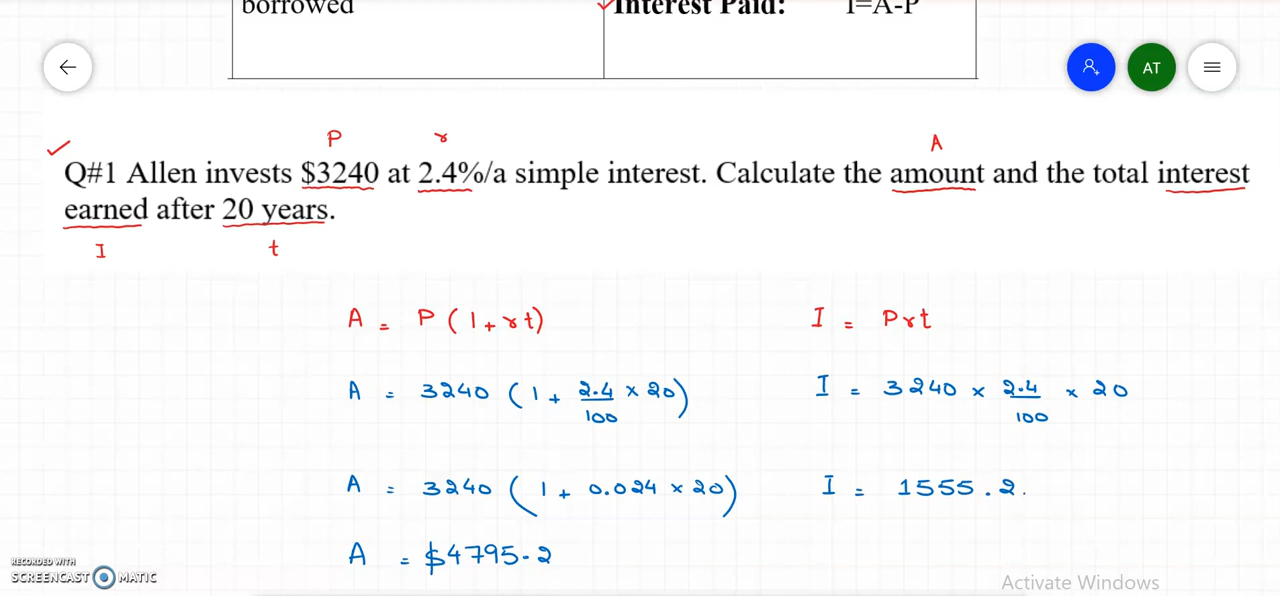 borrowed
Interest Paid: I=A-P
AT
P r A
Q#1 Allen invests $3240 at 2.4%/a simple interest. Calculate the amount and the total interest
earned after 20 years.
I t
A = P (1 + rt) I = Prt
A = 3240 (1 + 2.4/100 × 20) I = 3240 × 2.4/100 × 20
A = 3240 (1 + 0.024 × 20) I = 1555.2
A = $4795.2
RECORDED WITH
SCREENCAST MATIC
Activate Windows